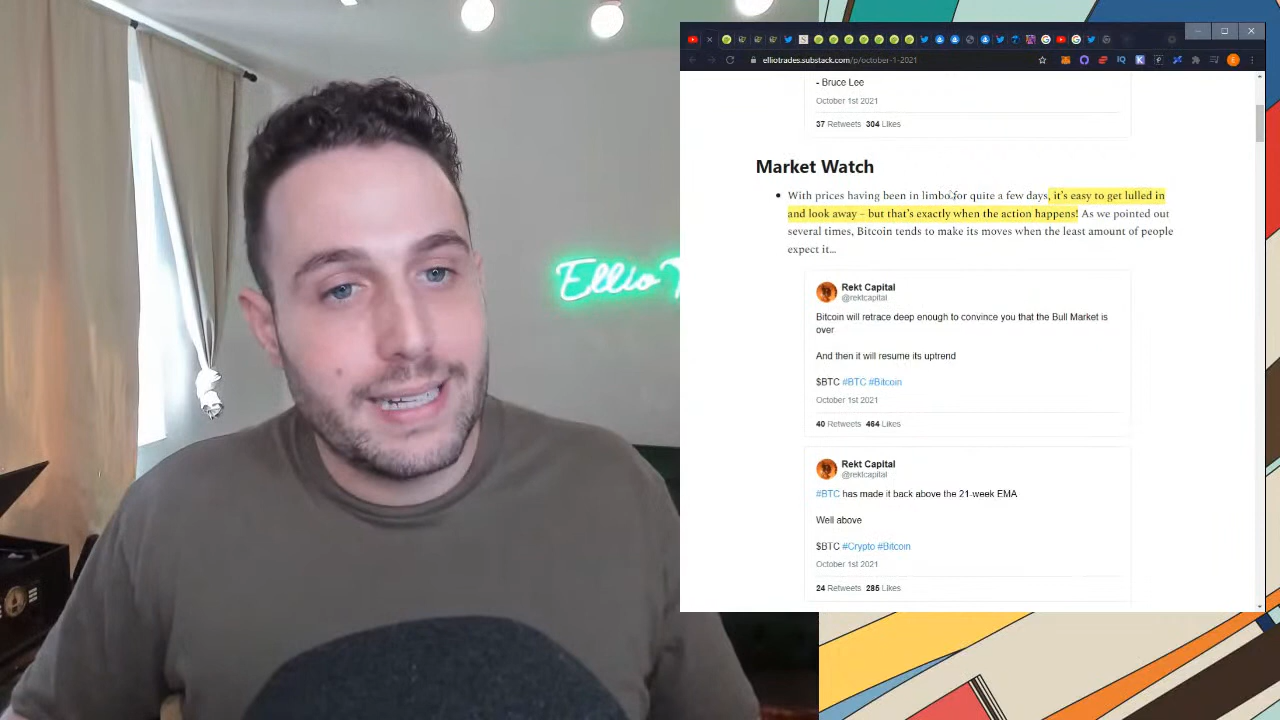 elliotrades.substack.com/p/october-1-2021
- Bruce Lee
October 1st 2021
37 Retweets 304 Likes
Market Watch
With prices having been in limbo for quite a few days, it's easy to get lulled in
and look away – but that's exactly when the action happens! As we pointed out
several times, Bitcoin tends to make its moves when the least amount of people
expect it...
Rekt Capital
@rektcapital
Bitcoin will retrace deep enough to convince you that the Bull Market is
over
And then it will resume its uptrend
$BTC #BTC #Bitcoin
October 1st 2021
40 Retweets 464 Likes
Rekt Capital
@rektcapital
#BTC has made it back above the 21-week EMA
Well above
$BTC #Crypto #Bitcoin
October 1st 2021
24 Retweets 285 Likes
Ellio